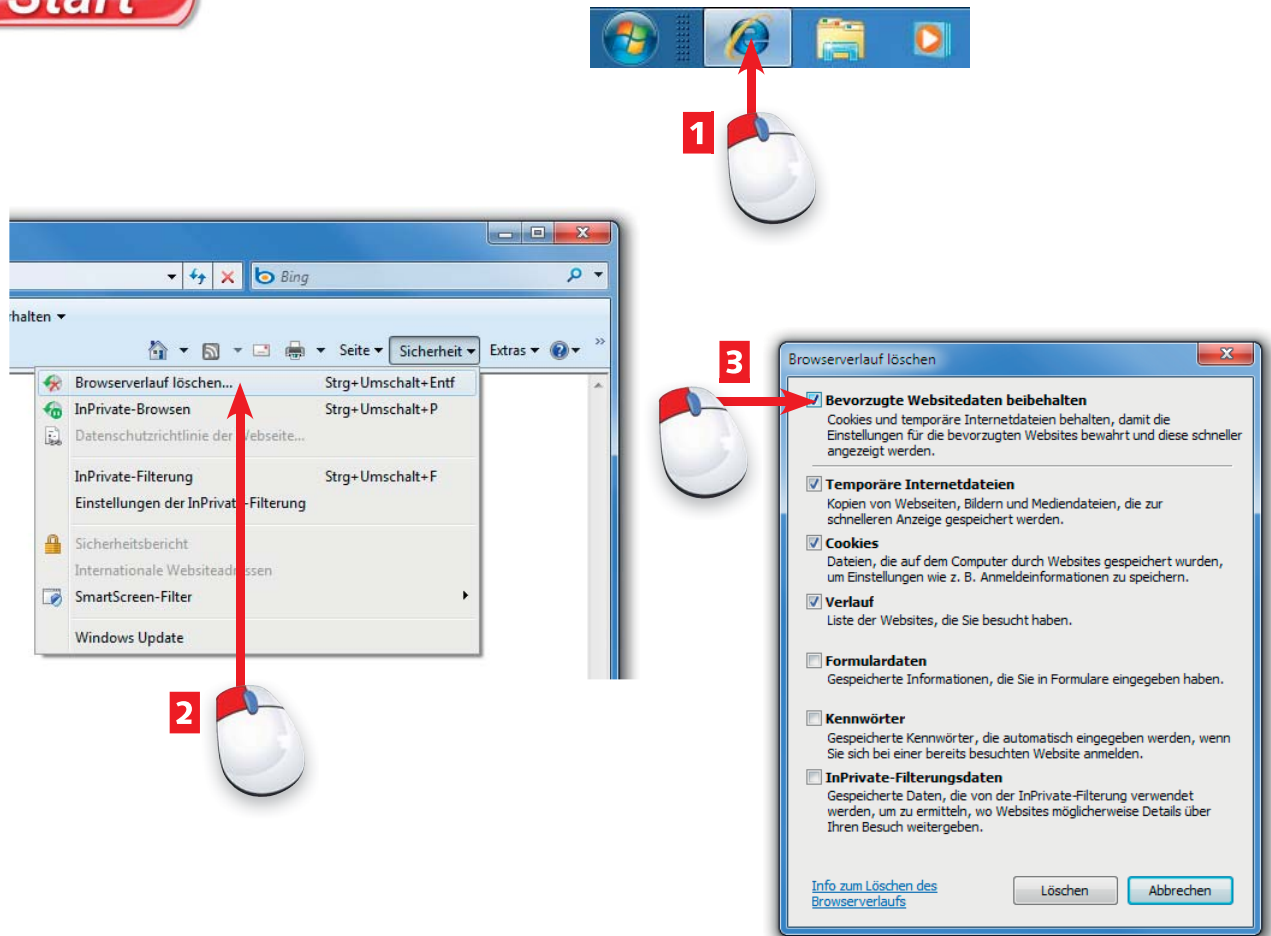 Start
1
Bing
rhalten
Seite Sicherheit Extras
Browserverlauf löschen... Strg+Umschalt+Entf
InPrivate-Browsen Strg+Umschalt+P
Datenschutzrichtlinie der Webseite...
InPrivate-Filterung Strg+Umschalt+F
Einstellungen der InPrivate-Filterung
Sicherheitsbericht
Internationale Websiteadressen
SmartScreen-Filter
Windows Update
2
3
Browserverlauf löschen
Bevorzugte Websitedaten beibehalten
Cookies und temporäre Internetdateien behalten, damit die
Einstellungen für die bevorzugten Websites bewahrt und diese schneller
angezeigt werden.
Temporäre Internetdateien
Kopien von Webseiten, Bildern und Mediendateien, die zur
schnelleren Anzeige gespeichert werden.
Cookies
Dateien, die auf dem Computer durch Websites gespeichert wurden,
um Einstellungen wie z. B. Anmeldeinformationen zu speichern.
Verlauf
Liste der Websites, die Sie besucht haben.
Formulardaten
Gespeicherte Informationen, die Sie in Formulare eingegeben haben.
Kennwörter
Gespeicherte Kennwörter, die automatisch eingegeben werden, wenn
Sie sich bei einer bereits besuchten Website anmelden.
InPrivate-Filterungsdaten
Gespeicherte Daten, die von der InPrivate-Filterung verwendet
werden, um zu ermitteln, wo Websites möglicherweise Details über
Ihren Besuch weitergeben.
Info zum Löschen des
Browserverlaufs
Löschen Abbrechen